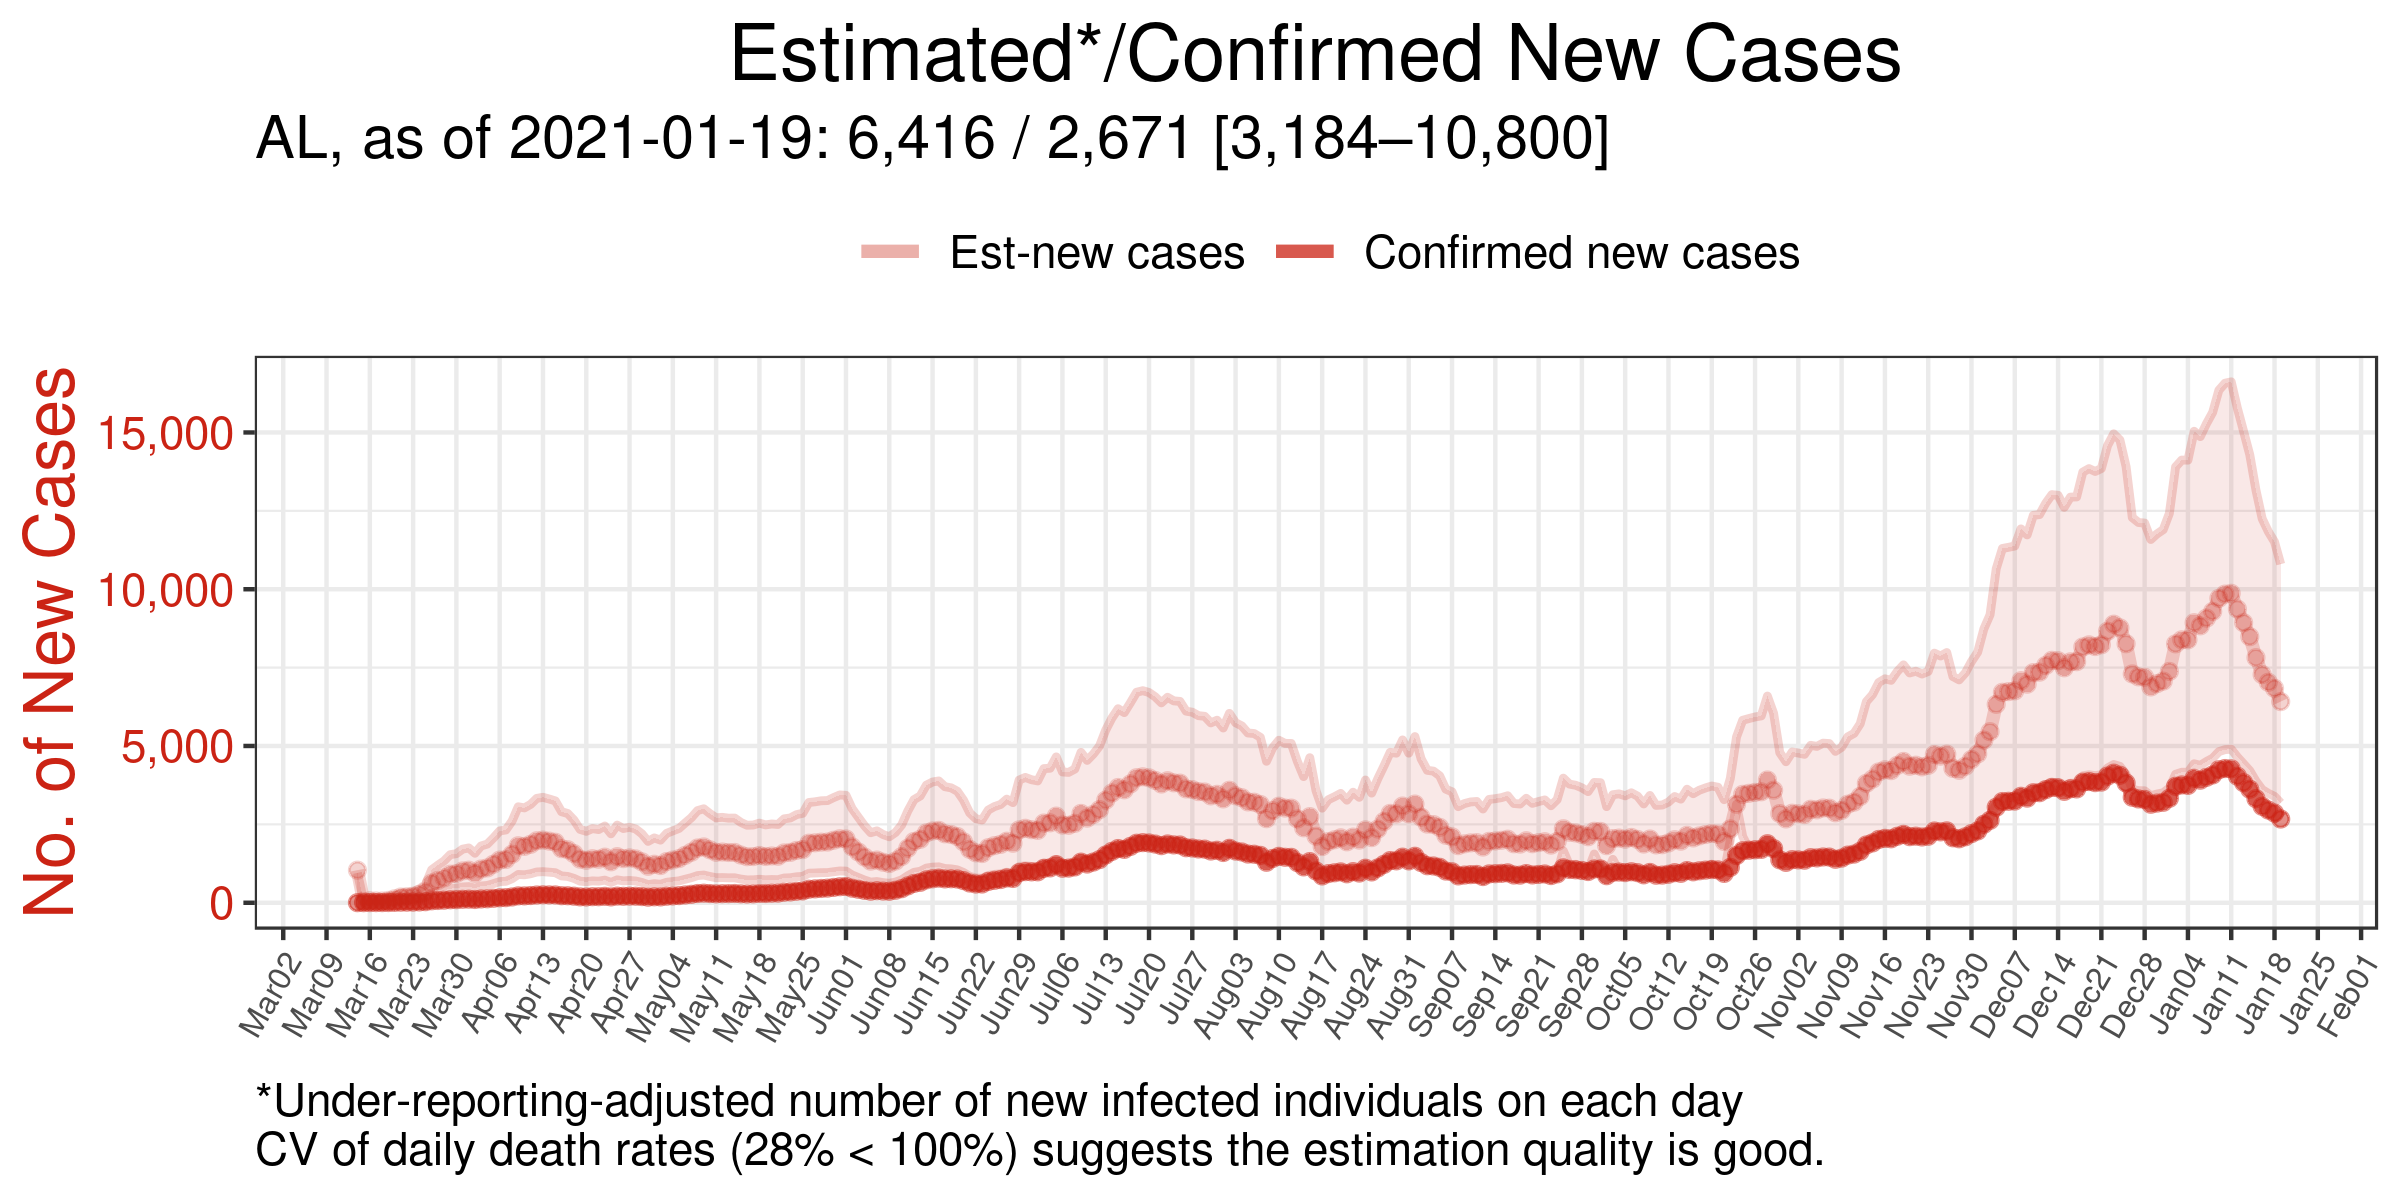 Estimated*/Confirmed New Cases
AL, as of 2021-01-19: 6,416 / 2,671 [3,184–10,800]
Est-new cases Confirmed new cases
No. of New Cases
15,000
10,000
5,000
0
Mar02 Mar09 Mar16 Mar23 Mar30 Apr06 Apr13 Apr20 Apr27 May04 May11 May18 May25 Jun01 Jun08 Jun15 Jun22 Jun29 Jul06 Jul13 Jul20 Jul27 Aug03 Aug10 Aug17 Aug24 Aug31 Sep07 Sep14 Sep21 Sep28 Oct05 Oct12 Oct19 Oct26 Nov02 Nov09 Nov16 Nov23 Nov30 Dec07 Dec14 Dec21 Dec28 Jan04 Jan11 Jan18 Jan25 Feb01
*Under-reporting-adjusted number of new infected individuals on each day
CV of daily death rates (28% < 100%) suggests the estimation quality is good.